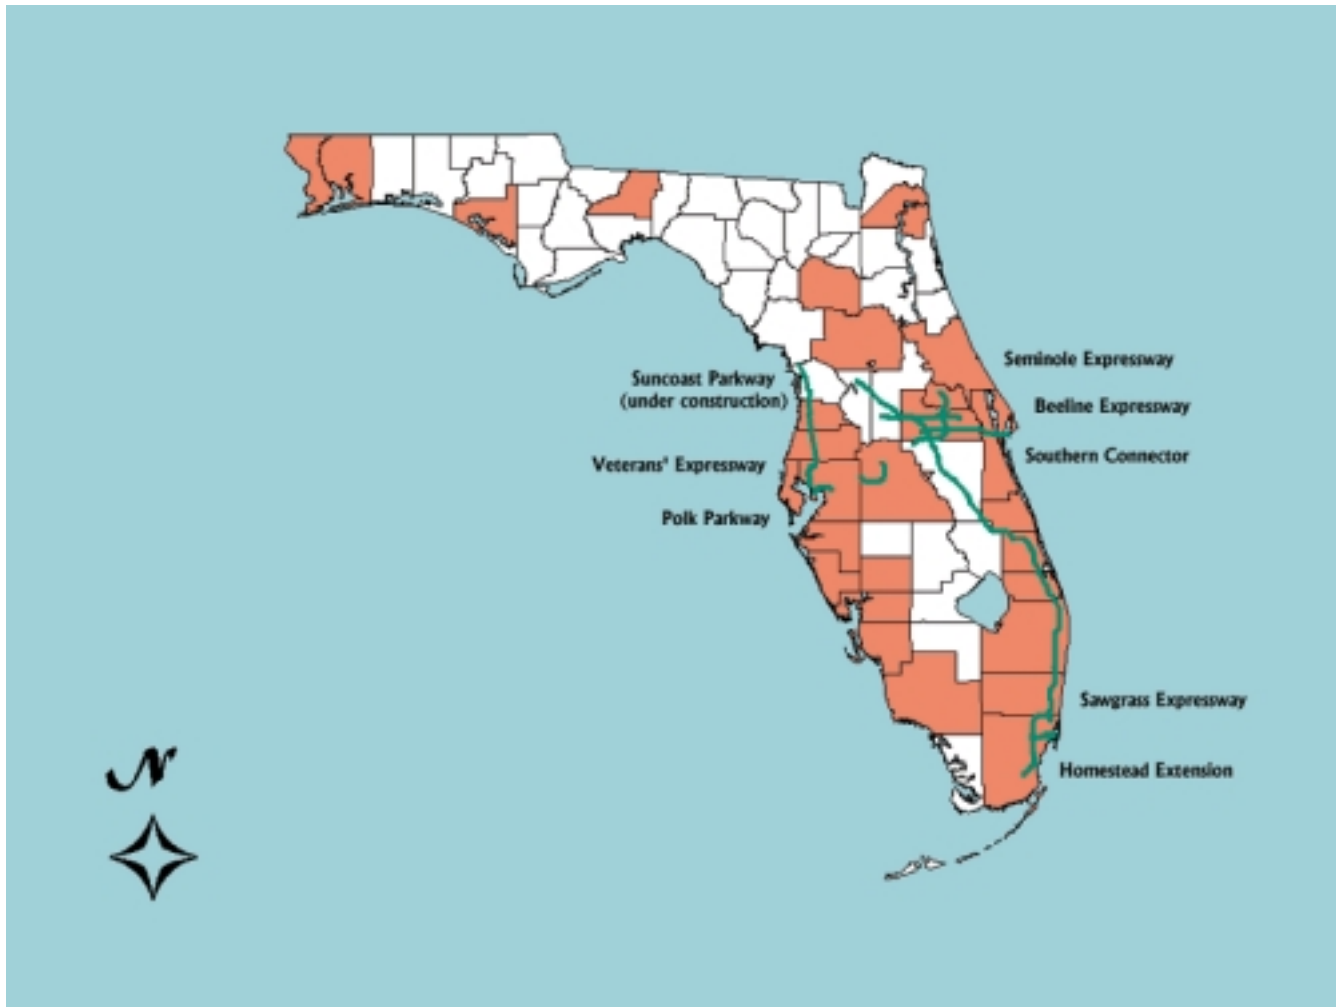 Seminole Expressway
Suncoast Parkway
(under construction)
Beeline Expressway
Southern Connector
Veterans' Expressway
Polk Parkway
Sawgrass Expressway
Homestead Extension
N